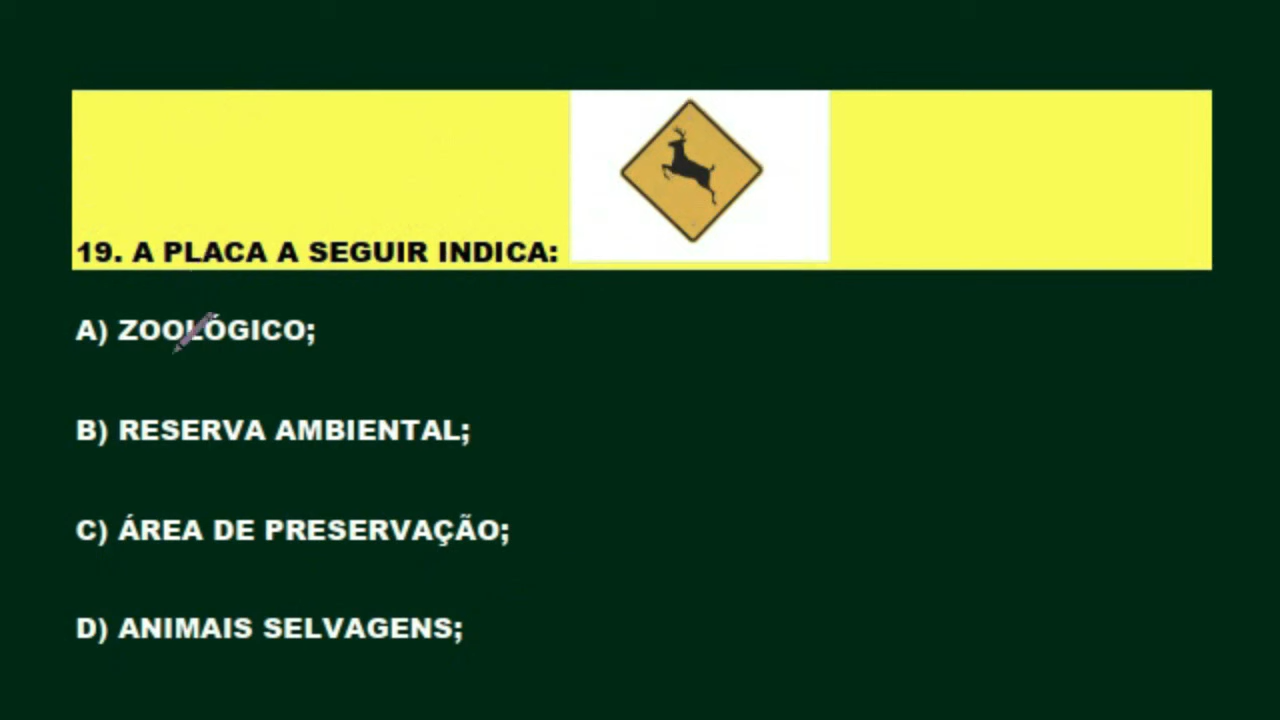 19. A PLACA A SEGUIR INDICA:
A) ZOOLÓGICO;
B) RESERVA AMBIENTAL;
C) ÁREA DE PRESERVAÇÃO;
D) ANIMAIS SELVAGENS;